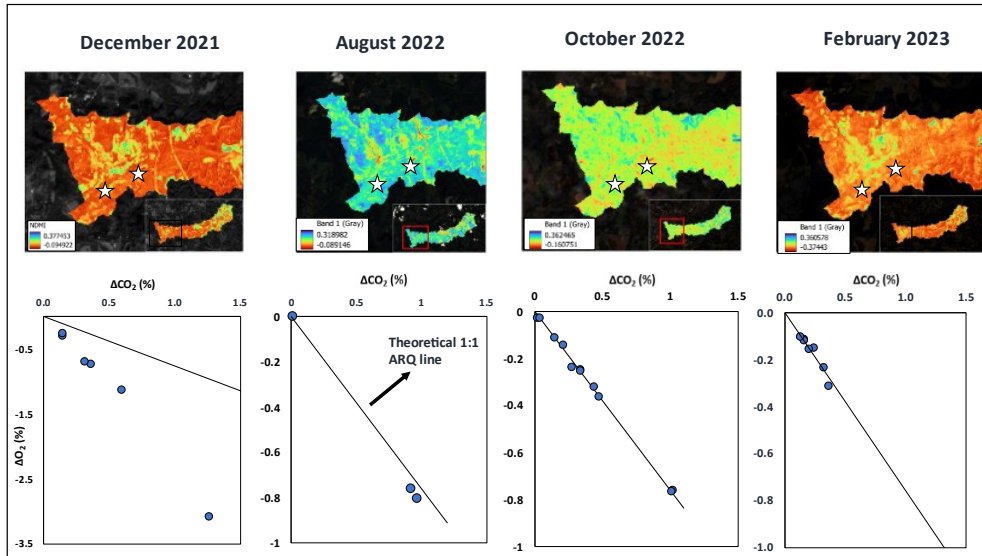 December 2021
August 2022
October 2022
February 2023
NDMI
0.377453
-0.094922
Band 1 (Gray)
0.318982
-0.089146
Band 1 (Gray)
0.362465
-0.160751
Band 1 (Gray)
0.360578
-0.37443
ΔCO₂ (%)
0.0 0.5 1.0 1.5
-0.5
-1.5
-2.5
-3.5
ΔO₂ (%)
ΔCO₂ (%)
0 0.5 1 1.5
0
-0.2
-0.4
-0.6
-0.8
-1
Theoretical 1:1
ARQ line
ΔCO₂ (%)
0 0.5 1 1.5
0
-0.2
-0.4
-0.6
-0.8
-1
ΔCO₂ (%)
0.0 0.5 1.0 1.5
0.0
-0.2
-0.4
-0.6
-0.8
-1.0